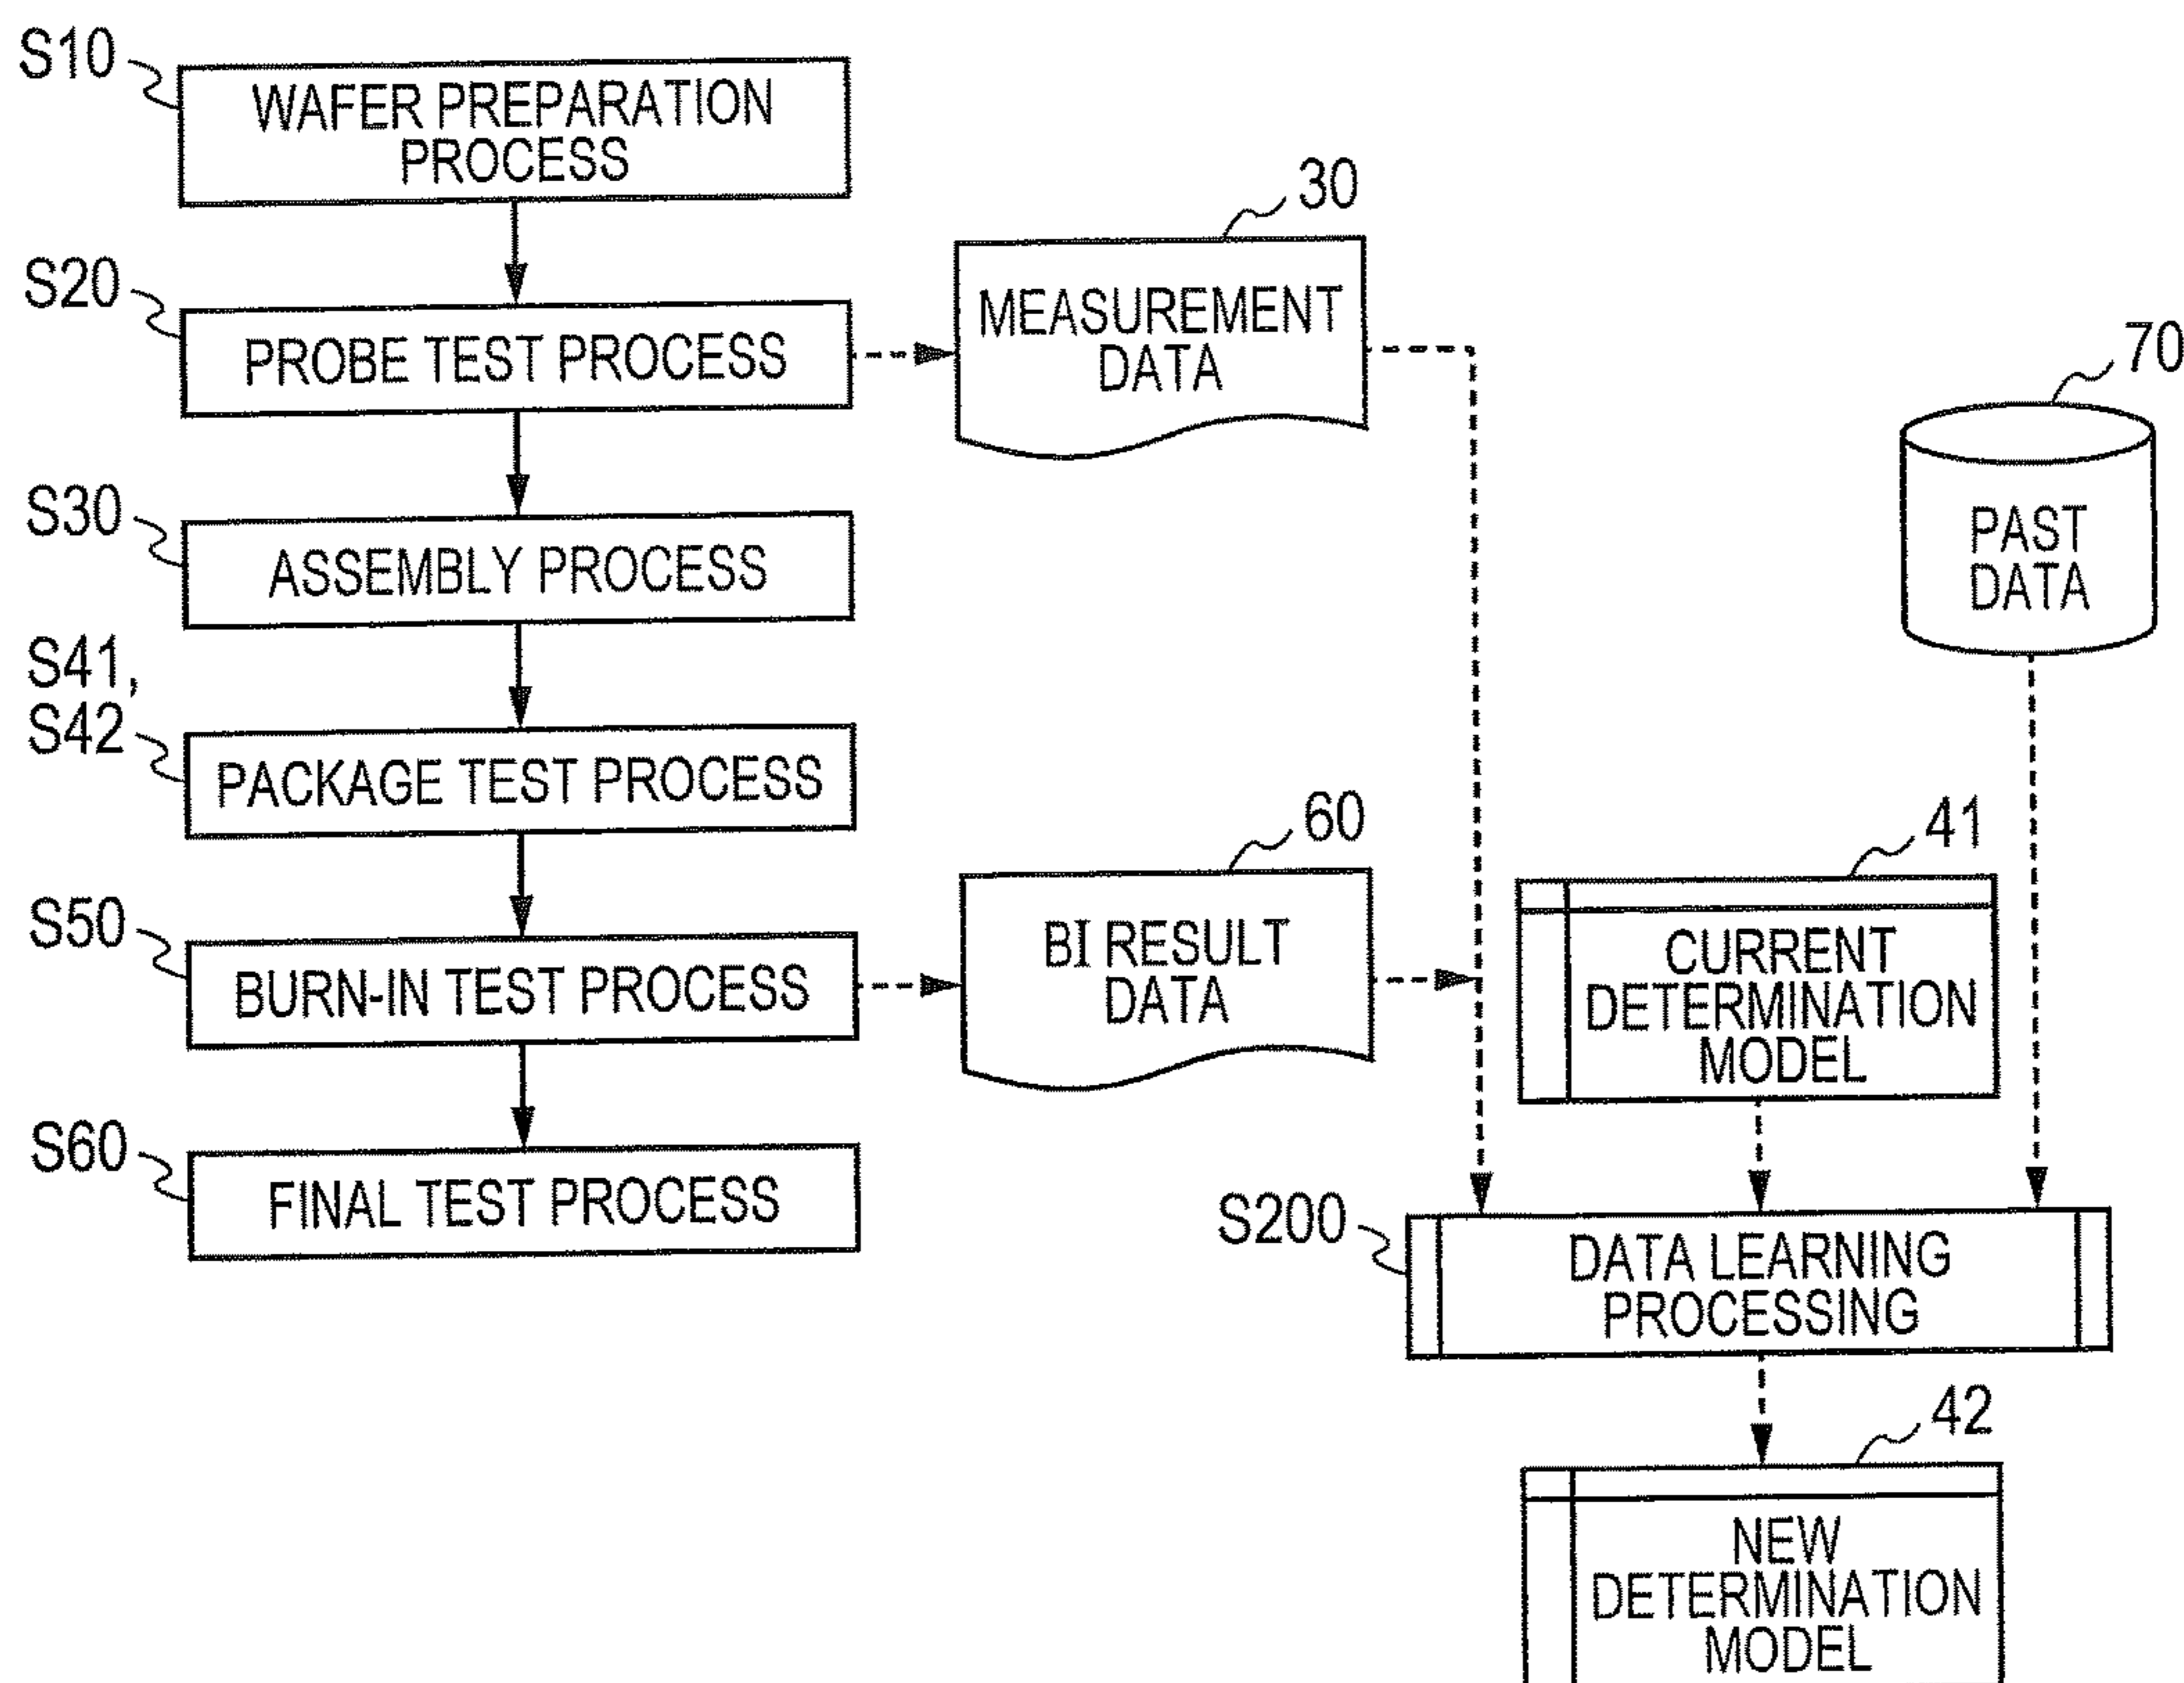 S10
WAFER PREPARATION
PROCESS
30
S20
PROBE TEST PROCESS
MEASUREMENT
DATA
70
PAST
DATA
S30
ASSEMBLY PROCESS
S41,
S42
PACKAGE TEST PROCESS
60
41
S50
BURN-IN TEST PROCESS
BI RESULT
DATA
CURRENT
DETERMINATION
MODEL
S60
FINAL TEST PROCESS
S200
DATA LEARNING
PROCESSING
42
NEW
DETERMINATION
MODEL